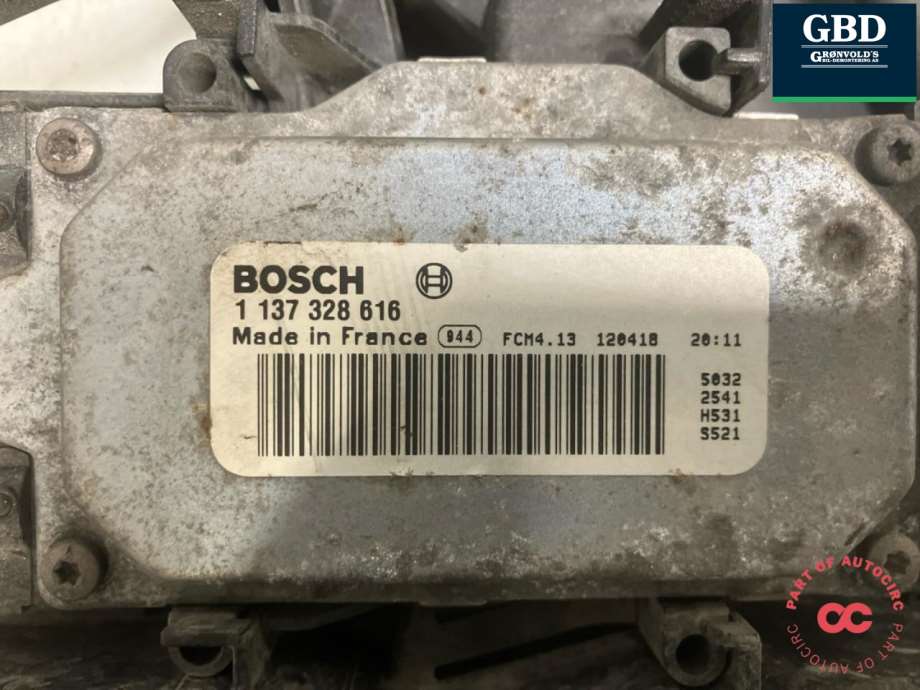 GBD
GRØNVOLD'S
BIL-DEMONTERING AS
BOSCH
1 137 328 616
Made in France 944 FCM4.13 120418 20:11
5032
2541
H531
S521
PART OF AUTOCIRC
PART OF AUTOCIRC